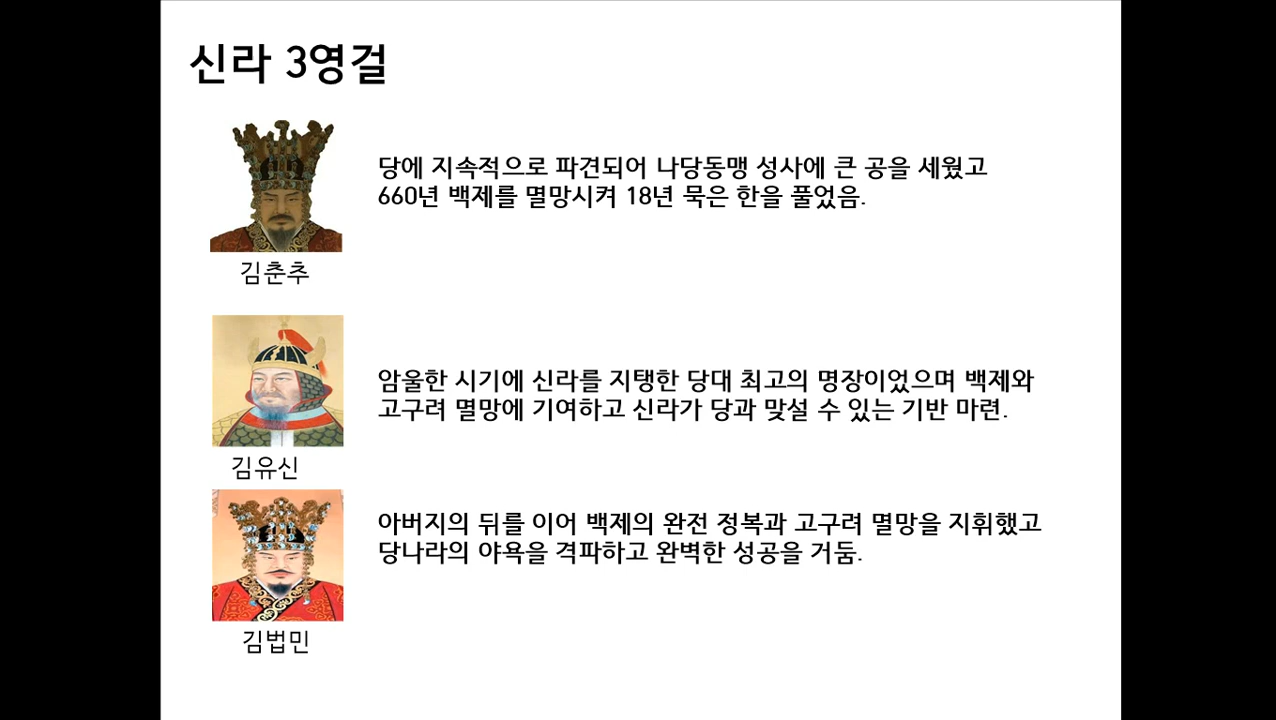 신라 3영걸
당에 지속적으로 파견되어 나당동맹 성사에 큰 공을 세웠고
660년 백제를 멸망시켜 18년 묵은 한을 풀었음.
김춘추
암울한 시기에 신라를 지탱한 당대 최고의 명장이었으며 백제와
고구려 멸망에 기여하고 신라가 당과 맞설 수 있는 기반 마련.
김유신
아버지의 뒤를 이어 백제의 완전 정복과 고구려 멸망을 지휘했고
당나라의 야욕을 격파하고 완벽한 성공을 거둠.
김법민